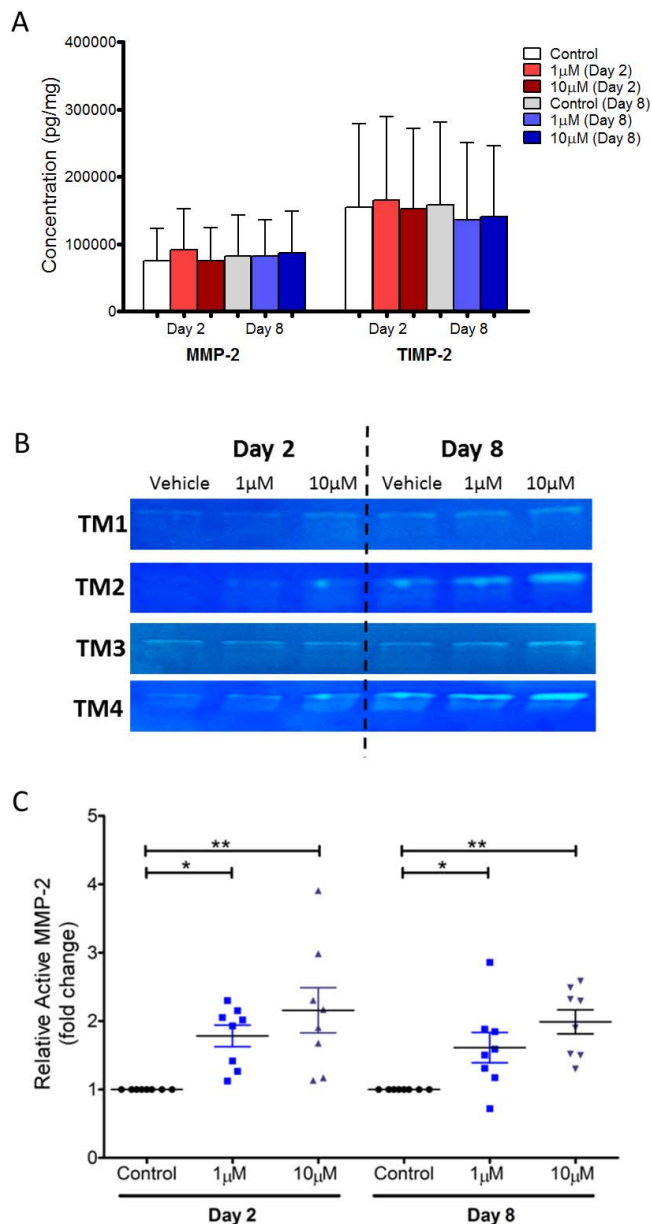 A
400000
300000
200000
100000
0
Concentration (pg/mg)
Control
1μM (Day 2)
10μM (Day 2)
Control (Day 8)
1μM (Day 8)
10μM (Day 8)
Day 2 Day 8 Day 2 Day 8
MMP-2 TIMP-2
B
Day 2 Day 8
Vehicle 1μM 10μM Vehicle 1μM 10μM
TM1
TM2
TM3
TM4
C
5
4
3
2
1
0
Relative Active MMP-2
(fold change)
** **
* *
Control 1μM 10μM Control 1μM 10μM
Day 2 Day 8